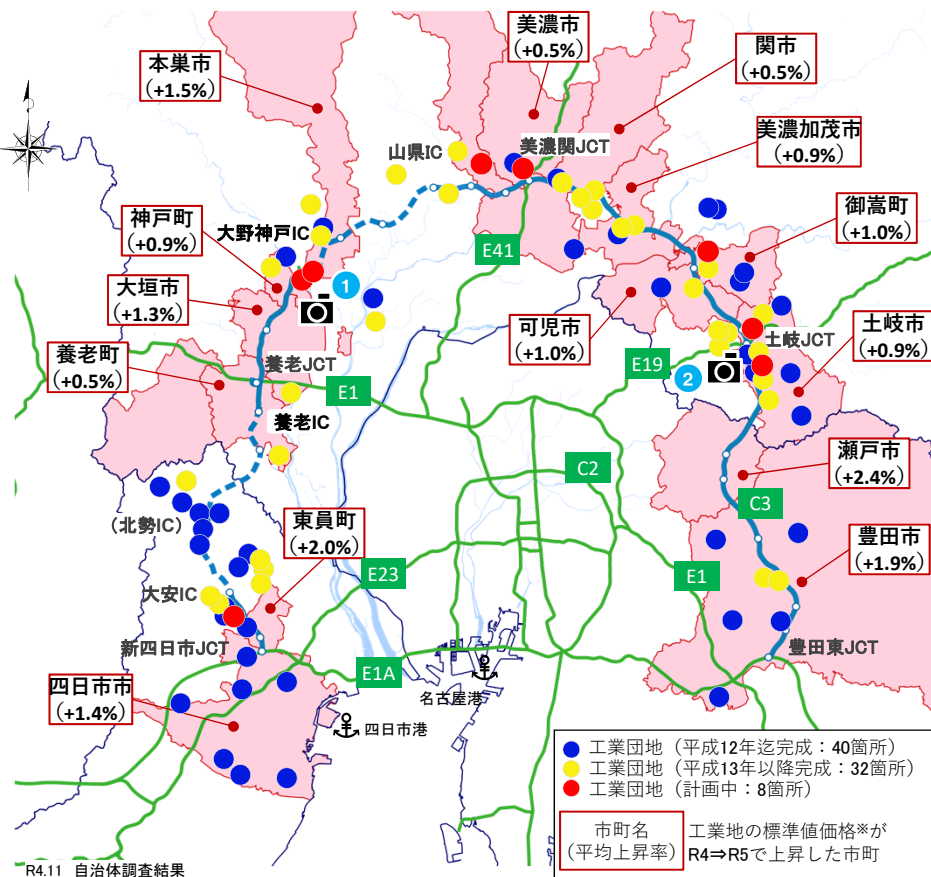 美濃市
(+0.5%)
関市
(+0.5%)
本巣市
(+1.5%)
美濃加茂市
(+0.9%)
山県IC
美濃関JCT
神戸町
(+0.9%)
大野神戸IC
御嵩町
(+1.0%)
E41
大垣市
(+1.3%)
1
可児市
(+1.0%)
土岐JCT
土岐市
(+0.9%)
養老町
(+0.5%)
養老JCT
E1
E19
2
養老IC
瀬戸市
(+2.4%)
C2
C3
(北勢IC)
東員町
(+2.0%)
豊田市
(+1.9%)
E23
E1
大安IC
新四日市JCT
豊田東JCT
E1A
名古屋港
四日市市
(+1.4%)
四日市港
工業団地(平成12年迄完成:40箇所)
工業団地(平成13年以降完成:32箇所)
工業団地(計画中:8箇所)
市町名
(平均上昇率)
工業地の標準値価格※が
R4⇒R5で上昇した市町
R4.11 自治体調査結果